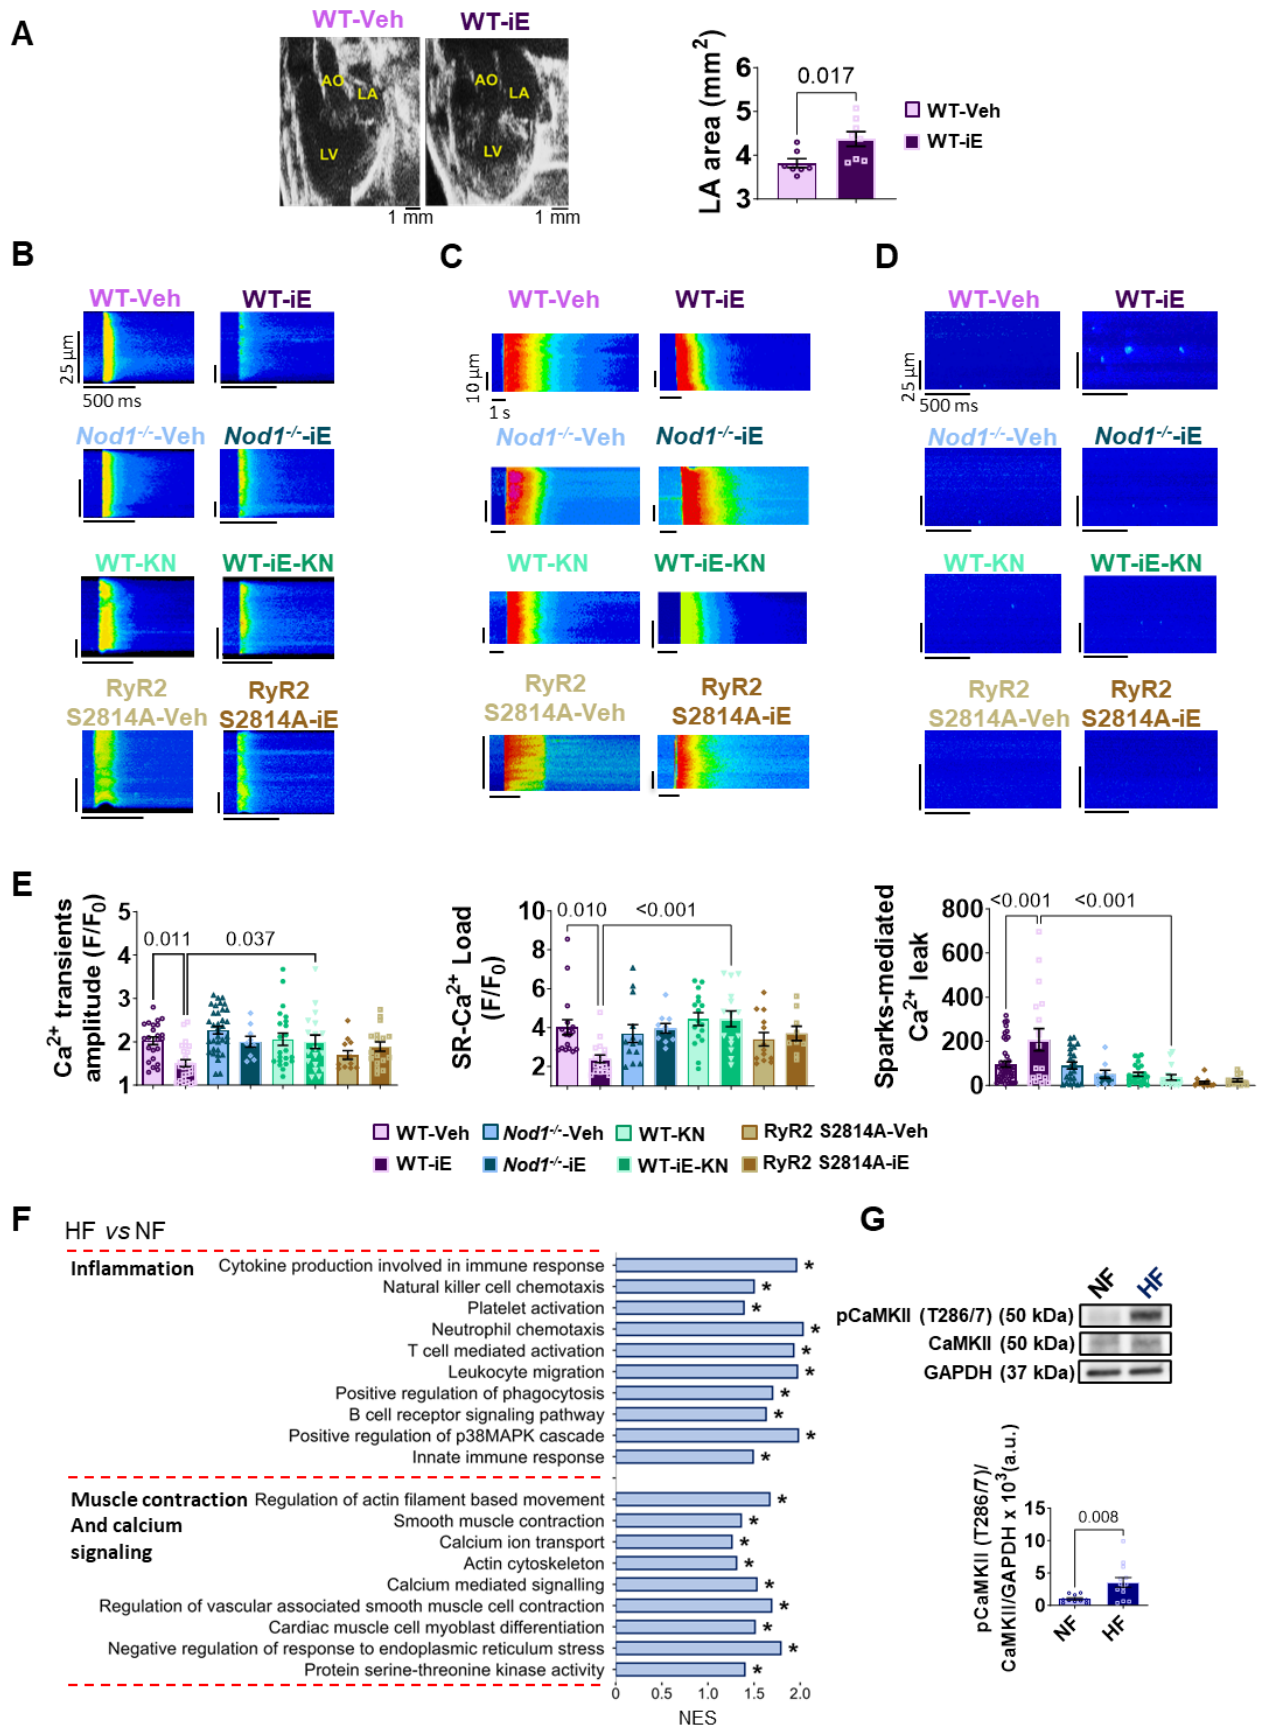 A
WT-Veh WT-iE
AO LA LV
AO LA LV
1 mm 1 mm
LA area (mm²)
6
5
4
3
0.017
WT-Veh
WT-iE
B
WT-Veh WT-iE
25 µm
500 ms
Nod1-/--Veh Nod1-/--iE
WT-KN WT-iE-KN
RyR2 S2814A-Veh
RyR2 S2814A-iE
C
WT-Veh WT-iE
10 µm
1 s
Nod1-/--Veh Nod1-/--iE
WT-KN WT-iE-KN
RyR2 S2814A-Veh
RyR2 S2814A-iE
D
WT-Veh WT-iE
25 µm
500 ms
Nod1-/--Veh Nod1-/--iE
WT-KN WT-iE-KN
RyR2 S2814A-Veh
RyR2 S2814A-iE
E
Ca2+ transients
amplitude (F/F0)
5
4
3
2
1
0.011 0.037
SR-Ca2+ Load
(F/F0)
10
8
6
4
2
0.010 <0.001
Sparks-mediated
Ca2+ leak
800
600
400
200
0
<0.001 <0.001
WT-Veh Nod1-/--Veh WT-KN RyR2 S2814A-Veh
WT-iE Nod1-/--iE WT-iE-KN RyR2 S2814A-iE
F
HF vs NF
Inflammation
Cytokine production involved in immune response *
Natural killer cell chemotaxis *
Platelet activation *
Neutrophil chemotaxis *
T cell mediated activation *
Leukocyte migration *
Positive regulation of phagocytosis *
B cell receptor signaling pathway *
Positive regulation of p38MAPK cascade *
Innate immune response *
Muscle contraction
And calcium
signaling
Regulation of actin filament based movement *
Smooth muscle contraction *
Calcium ion transport *
Actin cytoskeleton *
Calcium mediated signalling *
Regulation of vascular associated smooth muscle cell contraction *
Cardiac muscle cell myoblast differentiation *
Negative regulation of response to endoplasmic reticulum stress *
Protein serine-threonine kinase activity *
0 0.5 1.0 1.5 2.0
NES
G
NF HF
pCaMKII (T286/7) (50 kDa)
CaMKII (50 kDa)
GAPDH (37 kDa)
pCaMKII (T286/7)/
CaMKII/GAPDH x 10³(a.u.)
15
10
5
0
0.008
NF HF